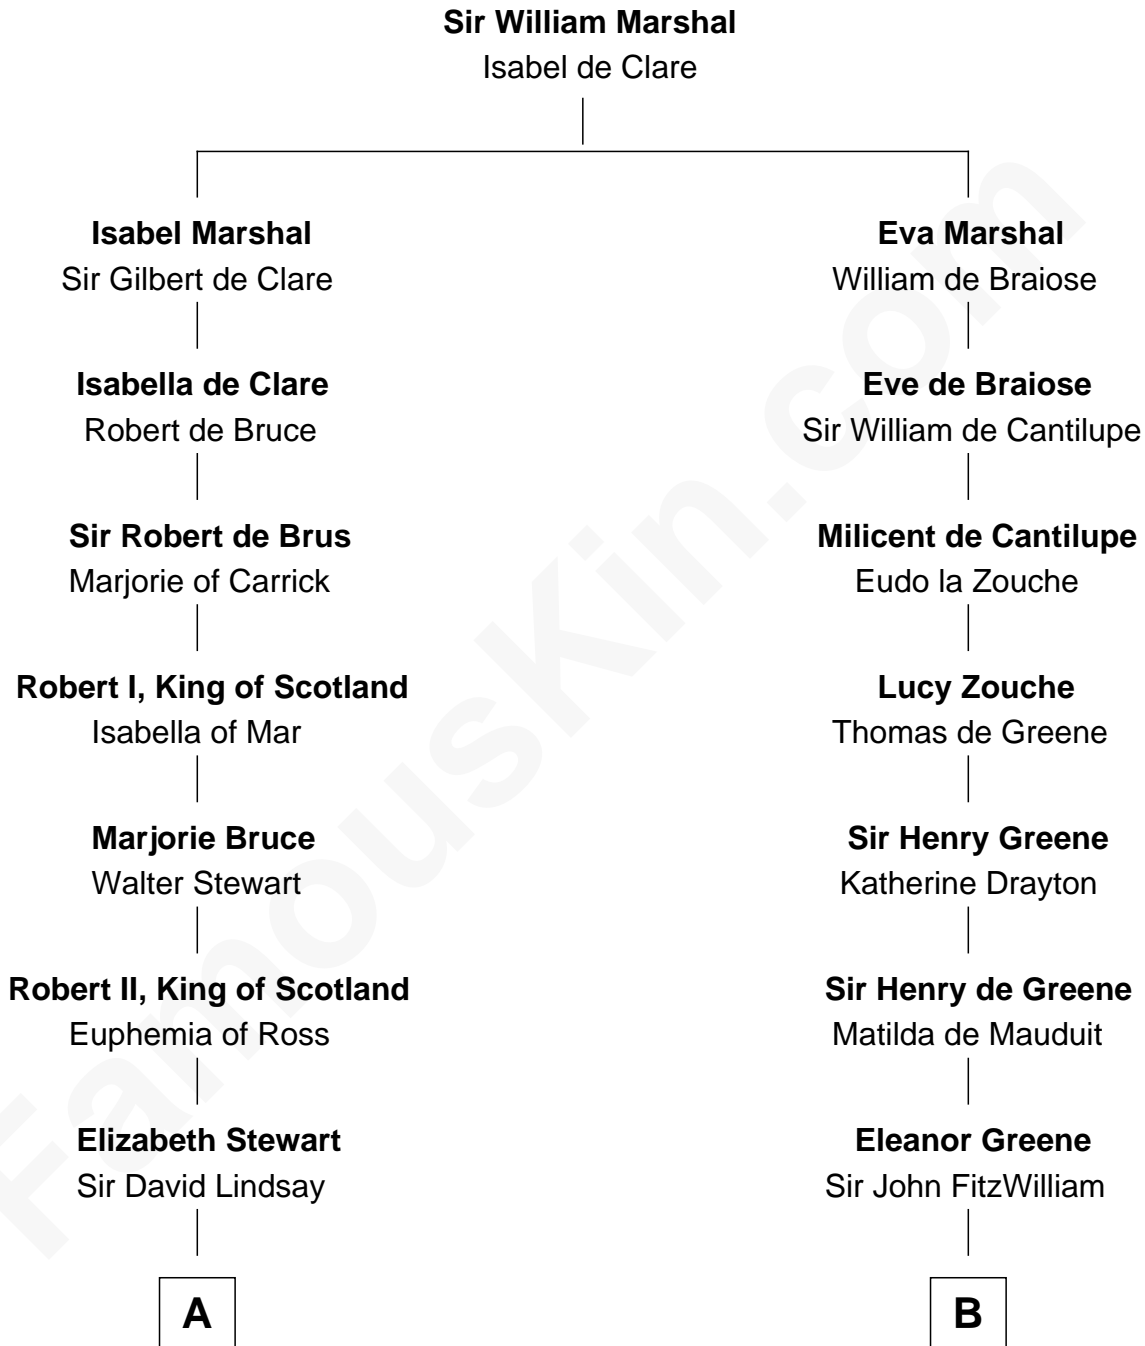 Sir William Marshal
Isabel de Clare
Isabel Marshal
Sir Gilbert de Clare
Eva Marshal
William de Braiose
Isabella de Clare
Robert de Bruce
Eve de Braiose
Sir William de Cantilupe
Sir Robert de Brus
Marjorie of Carrick
Milicent de Cantilupe
Eudo la Zouche
Robert I, King of Scotland
Isabella of Mar
Lucy Zouche
Thomas de Greene
Marjorie Bruce
Walter Stewart
Sir Henry Greene
Katherine Drayton
Robert II, King of Scotland
Euphemia of Ross
Sir Henry de Greene
Matilda de Mauduit
Elizabeth Stewart
Sir David Lindsay
Eleanor Greene
Sir John FitzWilliam
A
B
FamousKin.com